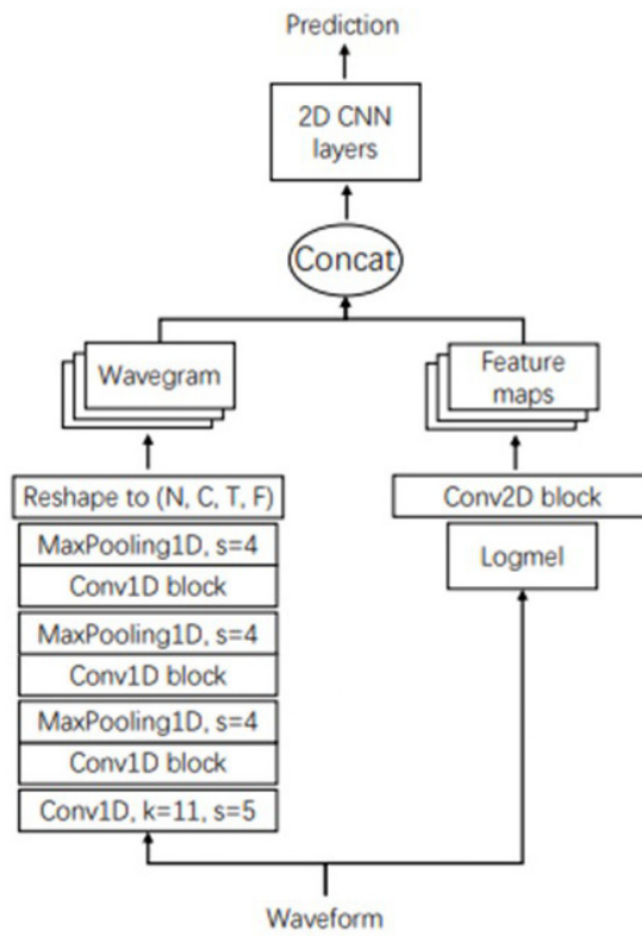 Prediction
2D CNN
layers
Concat
Wavegram
Feature
maps
Reshape to (N, C, T, F)
Conv2D block
MaxPooling1D, s=4
Logmel
Conv1D block
MaxPooling1D, s=4
Conv1D block
MaxPooling1D, s=4
Conv1D block
Conv1D, k=11, s=5
Waveform